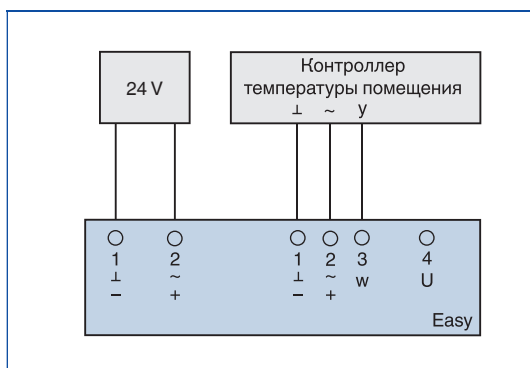 24 V
Контроллер
температуры помещения
⊥ ~ y
1 2 1 2 3 4
⊥ ~ ⊥ ~ w U
– + – +
Easy